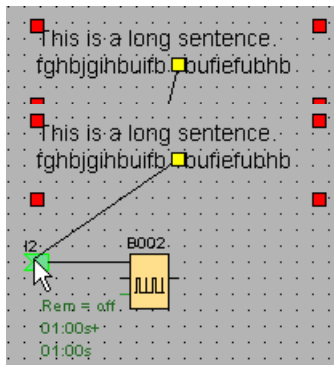 This is a long sentence.
fghbjgihbuifb bufiefubhb
This is a long sentence.
fghbjgihbuifb bufiefubhb
I2
B002
Rem = off
01:00s+
01:00s